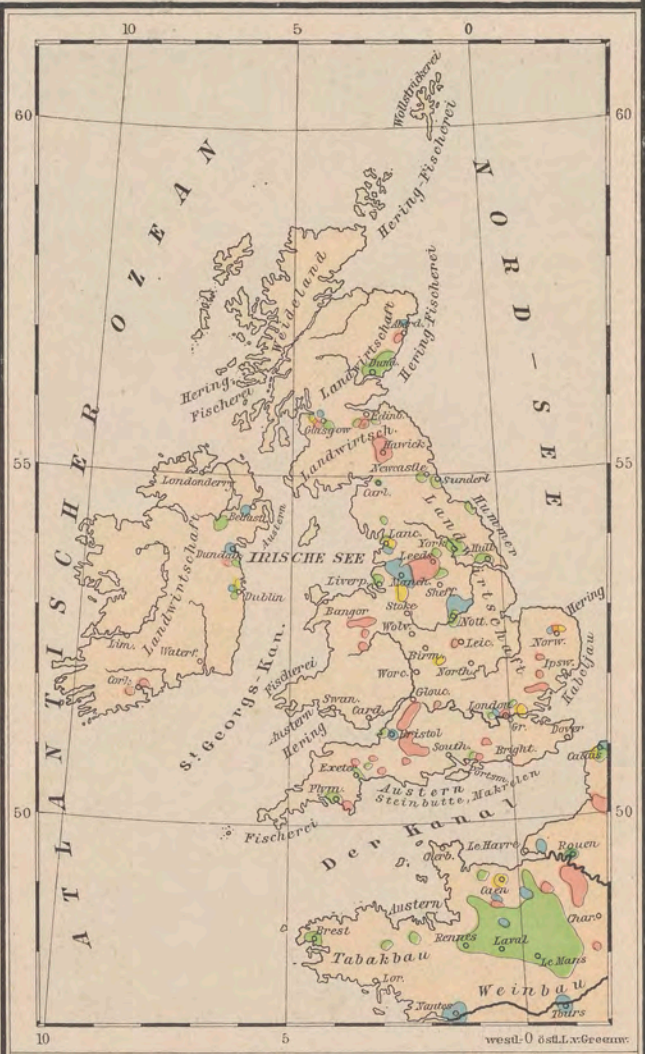 10 5 0
60 60
Wollstrickerei
Hering-Fischerei
ATLANTISCHER OZEAN
NORD-SEE
Weideland
Hering-Fischerei
Landwirtschaft
Aberd.
Dund.
Hering-
Fischerei
Edinb.
Glasgow
Landwirtsch.
Hawick
55 55
Newcastle
Sunderl.
Carl.
Londonderry
Belfast
Austern
Landwirtschaft
Hummer
Lanc.
York
Hull
Leeds
Dundalk
IRISCHE SEE
Landwirtschaft
Liverp.
Manch.
Sheff.
Dublin
Stoke
Nott.
Bangor
Hering
Wolv.
Leic.
Norw.
Lim.
Waterf.
Birm.
Ipsw.
Kabeljau
St Georgs-Kan.
Fischerei
Worc.
North.
Cork
Glouc.
Swan.
Card.
London
Gr.
Dover
Austern
Hering
Bristol
South.
Bright.
Calais
Exeter
Portsm.
Plym.
Austern
Steinbutte, Makrelen
50 50
Fischerei
Der Kanal
Cherb.
Le Havre
Rouen
Caen
Austern
Char.
Brest
Rennes
Laval
Tabakbau
Le Mans
Lor.
Weinbau
Nantes
Tours
10 5 westl. 0 östl.L.v.Greenw.